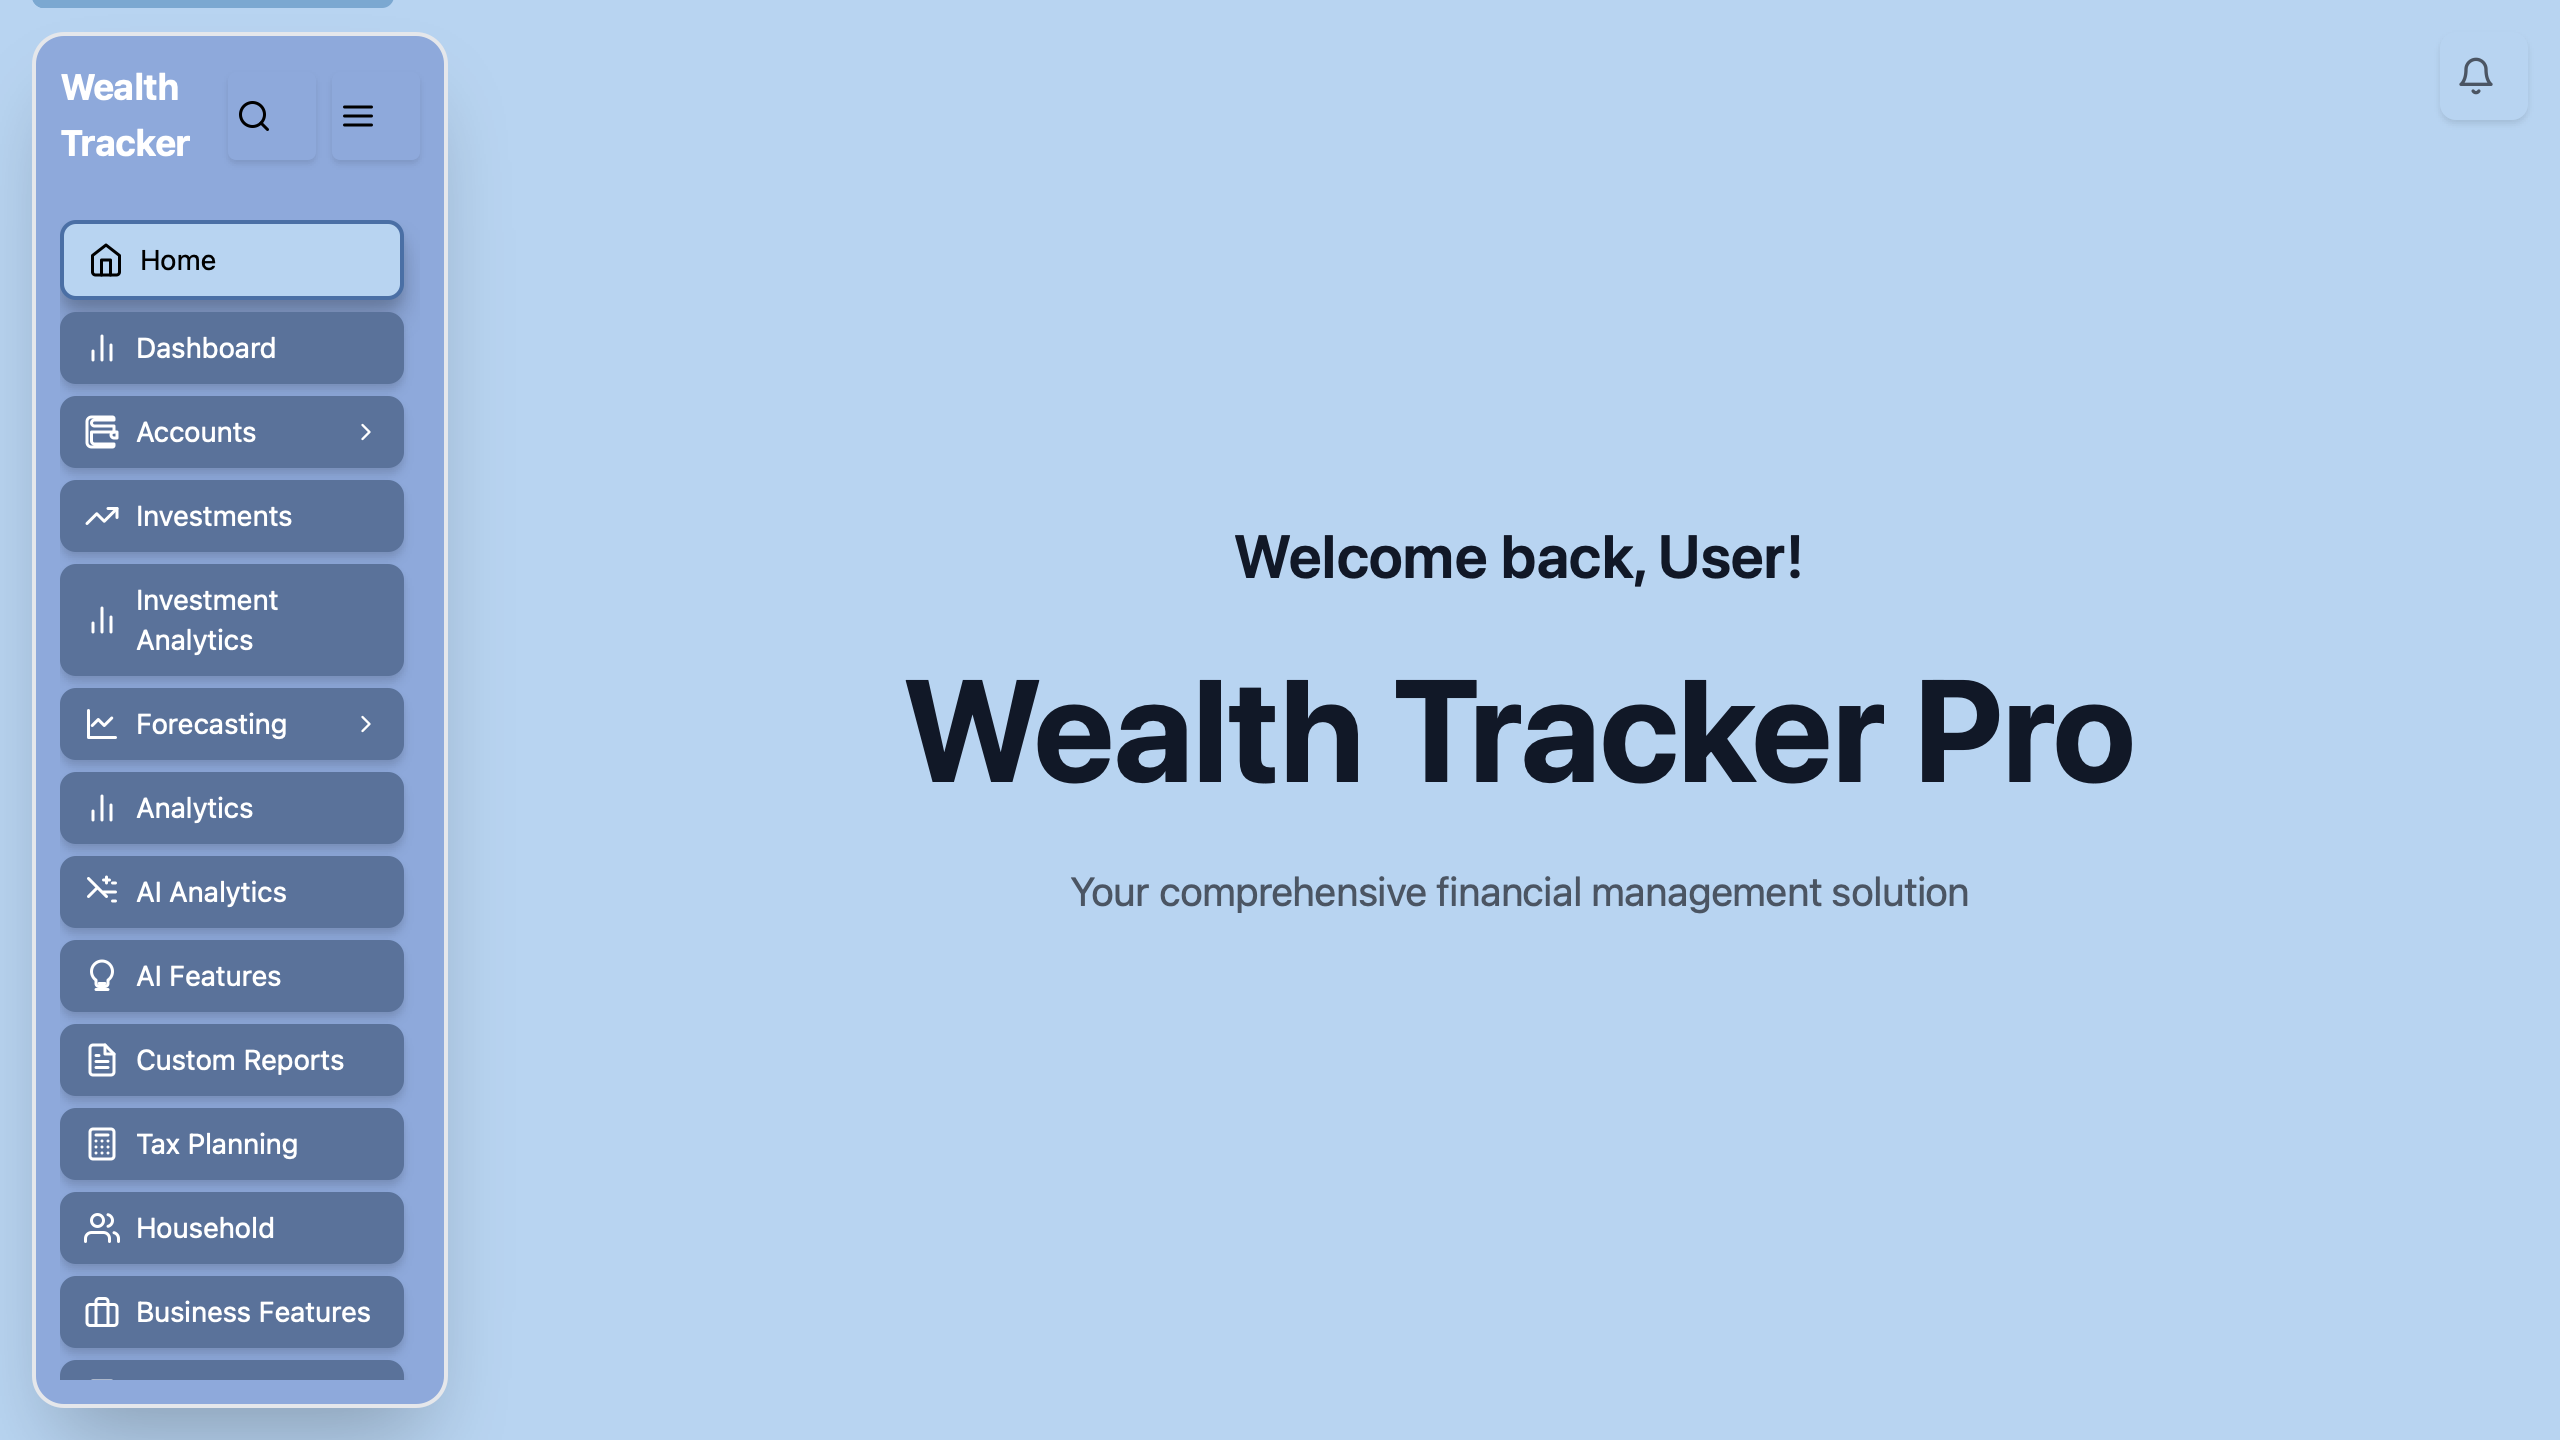 Wealth
Tracker
Home
Dashboard
Accounts
Investments
Investment
Analytics
Forecasting
Analytics
AI Analytics
AI Features
Custom Reports
Tax Planning
Household
Business Features
Welcome back, User!
Wealth Tracker Pro
Your comprehensive financial management solution